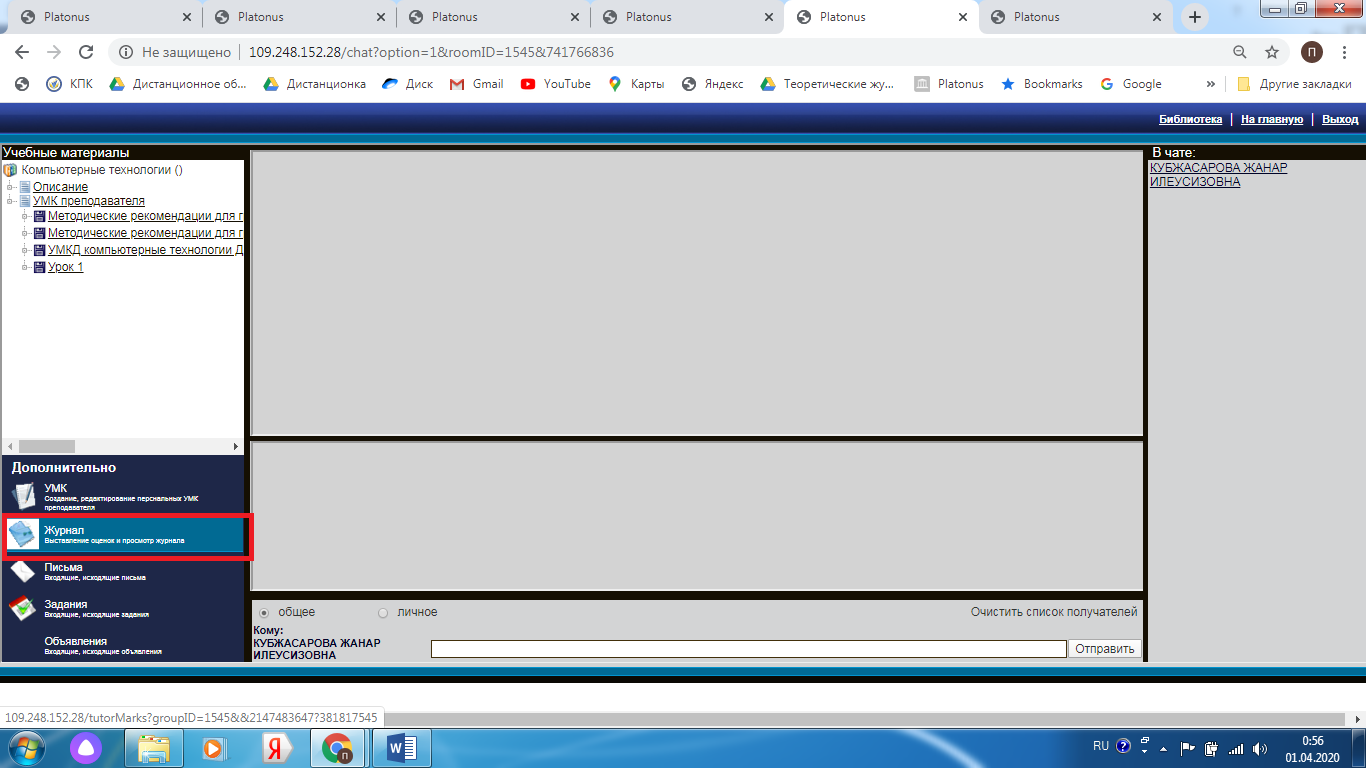 Platonus
Platonus
Platonus
Platonus
Platonus
Platonus
Не защищено
109.248.152.28/chat?option=1&roomID=1545&741766836
П
КПК
Дистанционное об...
Дистанционка
Диск
Gmail
YouTube
Карты
Яндекс
Теоретические жу...
Platonus
Bookmarks
Google
»
Другие закладки
Библиотека | На главную | Выход
Учебные материалы
Компьютерные технологии ()
Описание
УМК преподавателя
Методические рекомендации для г
Методические рекомендации для г
УМКД компьютерные технологии Д
Урок 1
Дополнительно
УМК
Создание, редактирование перснальных УМК
преподавателя
Журнал
Выставление оценок и просмотр журнала
Письма
Входящие, исходящие письма
Задания
Входящие, исходящие задания
Объявления
Входящие, исходящие объявления
общее
личное
Очистить список получателей
Кому:
КУБЖАСАРОВА ЖАНАР
ИЛЕУСИЗОВНА
Отправить
В чате:
КУБЖАСАРОВА ЖАНАР
ИЛЕУСИЗОВНА
109.248.152.28/tutorMarks?groupID=1545&&2147483647?381817545
RU
0:56
01.04.2020